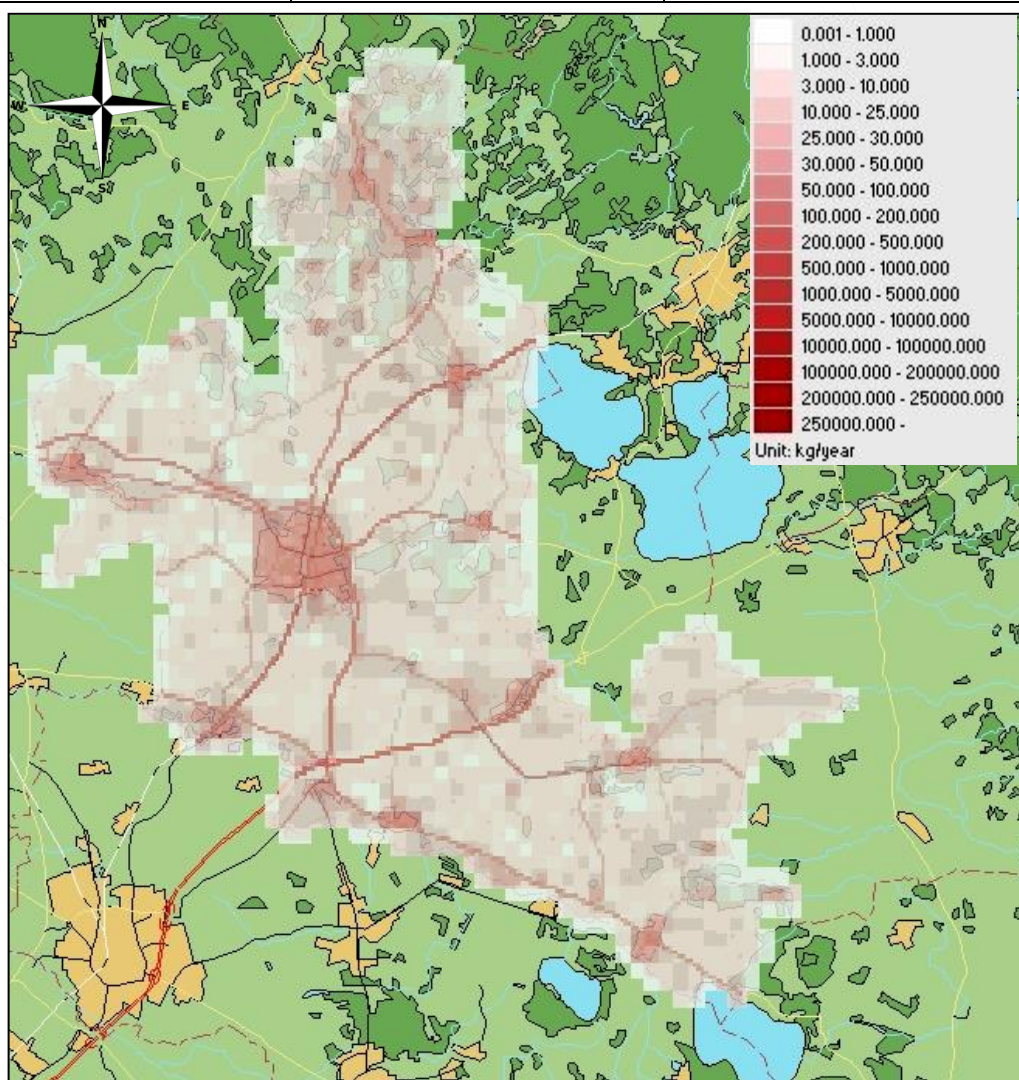 N
W
E
S
0.001 - 1.000
1.000 - 3.000
3.000 - 10.000
10.000 - 25.000
25.000 - 30.000
30.000 - 50.000
50.000 - 100.000
100.000 - 200.000
200.000 - 500.000
500.000 - 1000.000
1000.000 - 5000.000
5000.000 - 10000.000
10000.000 - 100000.000
100000.000 - 200000.000
200000.000 - 250000.000
250000.000 -
Unit: kg/year